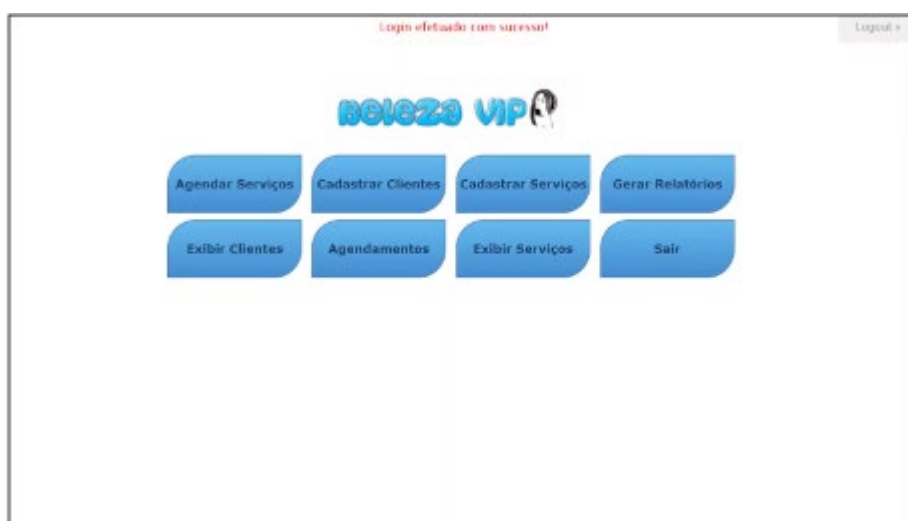 Login efetuado com sucesso!
Logout »
Beleza VIP
Agendar Serviços Cadastrar Clientes Cadastrar Serviços Gerar Relatórios
Exibir Clientes Agendamentos Exibir Serviços Sair